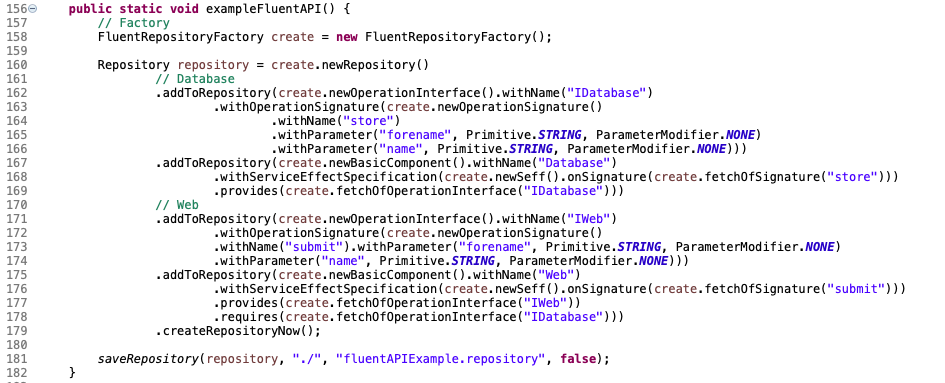 156 public static void exampleFluentAPI() {
157 // Factory
158 FluentRepositoryFactory create = new FluentRepositoryFactory();
159
160 Repository repository = create.newRepository()
161 // Database
162 .addToRepository(create.newOperationInterface().withName("IDatabase")
163 .withOperationSignature(create.newOperationSignature()
164 .withName("store")
165 .withParameter("forename", Primitive.STRING, ParameterModifier.NONE)
166 .withParameter("name", Primitive.STRING, ParameterModifier.NONE)))
167 .addToRepository(create.newBasicComponent().withName("Database")
168 .withServiceEffectSpecification(create.newSeff().onSignature(create.fetchOfSignature("store")))
169 .provides(create.fetchOfOperationInterface("IDatabase")))
170 // Web
171 .addToRepository(create.newOperationInterface().withName("IWeb")
172 .withOperationSignature(create.newOperationSignature()
173 .withName("submit").withParameter("forename", Primitive.STRING, ParameterModifier.NONE)
174 .withParameter("name", Primitive.STRING, ParameterModifier.NONE)))
175 .addToRepository(create.newBasicComponent().withName("Web")
176 .withServiceEffectSpecification(create.newSeff().onSignature(create.fetchOfSignature("submit")))
177 .provides(create.fetchOfOperationInterface("IWeb"))
178 .requires(create.fetchOfOperationInterface("IDatabase")))
179 .createRepositoryNow();
180
181 saveRepository(repository, "./", "fluentAPIExample.repository", false);
182 }